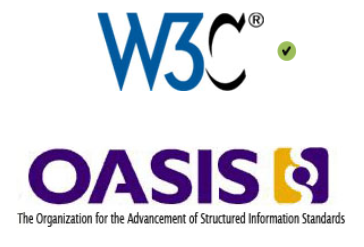 W3C®
OASIS
The Organization for the Advancement of Structured Information Standards